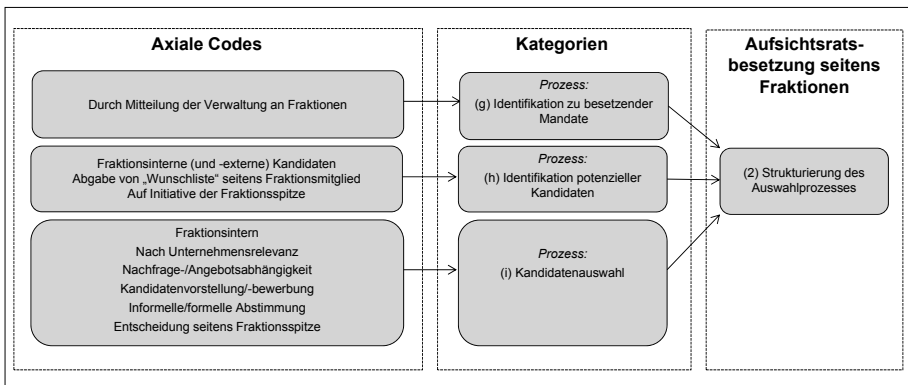 Axiale Codes
Durch Mitteilung der Verwaltung an Fraktionen
Fraktionsinterne (und -externe) Kandidaten
Abgabe von „Wunschliste“ seitens Fraktionsmitglied
Auf Initiative der Fraktionsspitze
Fraktionsintern
Nach Unternehmensrelevanz
Nachfrage-/Angebotsabhängigkeit
Kandidatenvorstellung/-bewerbung
Informelle/formelle Abstimmung
Entscheidung seitens Fraktionsspitze
Kategorien
Prozess:
(g) Identifikation zu besetzender
Mandate
Prozess:
(h) Identifikation potenzieller
Kandidaten
Prozess:
(i) Kandidatenauswahl
Aufsichtsrats-
besetzung seitens
Fraktionen
(2) Strukturierung des
Auswahlprozesses